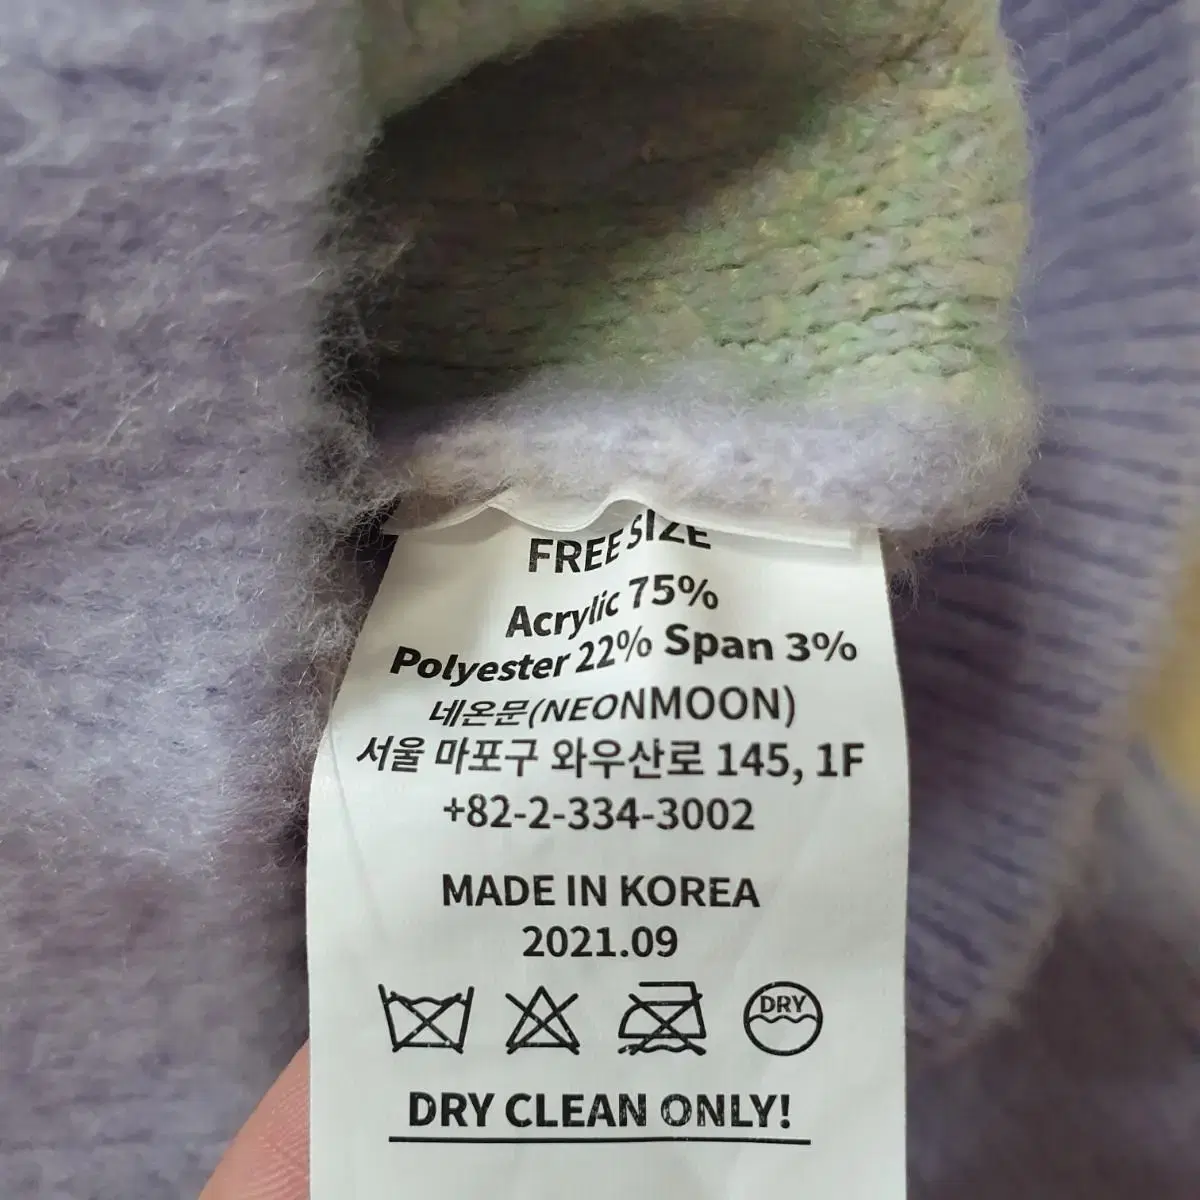 FREE SIZE
Acrylic 75%
Polyester 22% Span 3%
네온문(NEONMOON)
서울 마포구 와우산로 145, 1F
+82-2-334-3002
MADE IN KOREA
2021.09
DRY
DRY CLEAN ONLY!